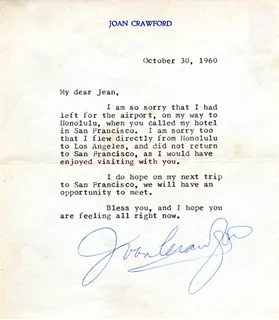 JOAN CRAWFORD
October 30, 1960
My dear Jean,
I am so sorry that I had
left for the airport, on my way to
Honolulu, when you called my hotel
in San Francisco. I am sorry too
that I flew directly from Honolulu
to Los Angeles, and did not return
to San Francisco, as I would have
enjoyed visiting with you.
I do hope on my next trip
to San Francisco, we will have an
opportunity to meet.
Bless you, and I hope you
are feeling all right now.
Joan Crawford